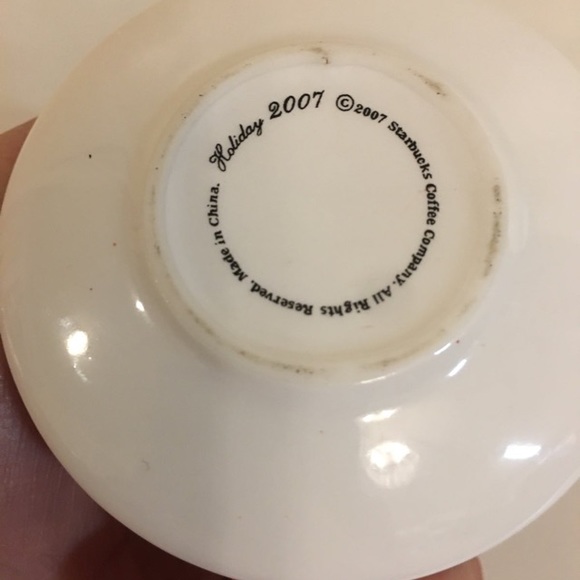 Holiday 2007 ©2007 Starbucks Coffee Company. All Rights Reserved. Made in China.